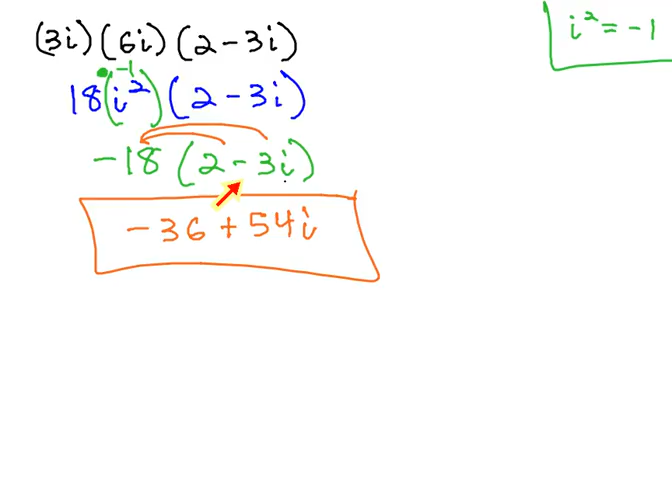 (3i)(6i)(2-3i)
i² = -1
-1
18•(i²)(2-3i)
-18(2-3i)
-36+54i